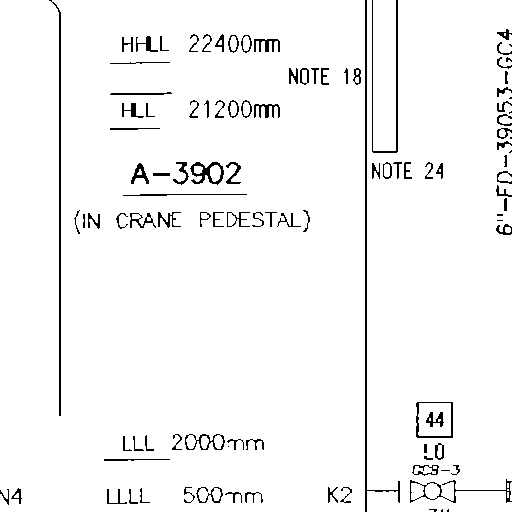 HHLL 22400mm
NOTE 18
HLL 21200mm
A-3902
NOTE 24
(IN CRANE PEDESTAL)
6"-FD-39053-GC4
44
LO
LLL 2000mm
GCB-3
N4
LLLL 500mm
K2